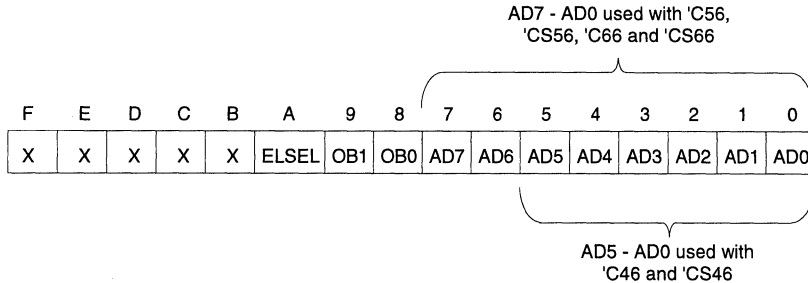 AD7 - AD0 used with 'C56,
'CS56, 'C66 and 'CS66
F E D C B A 9 8 7 6 5 4 3 2 1 0
X X X X X ELSEL OB1 OB0 AD7 AD6 AD5 AD4 AD3 AD2 AD1 AD0
AD5 - AD0 used with
'C46 and 'CS46